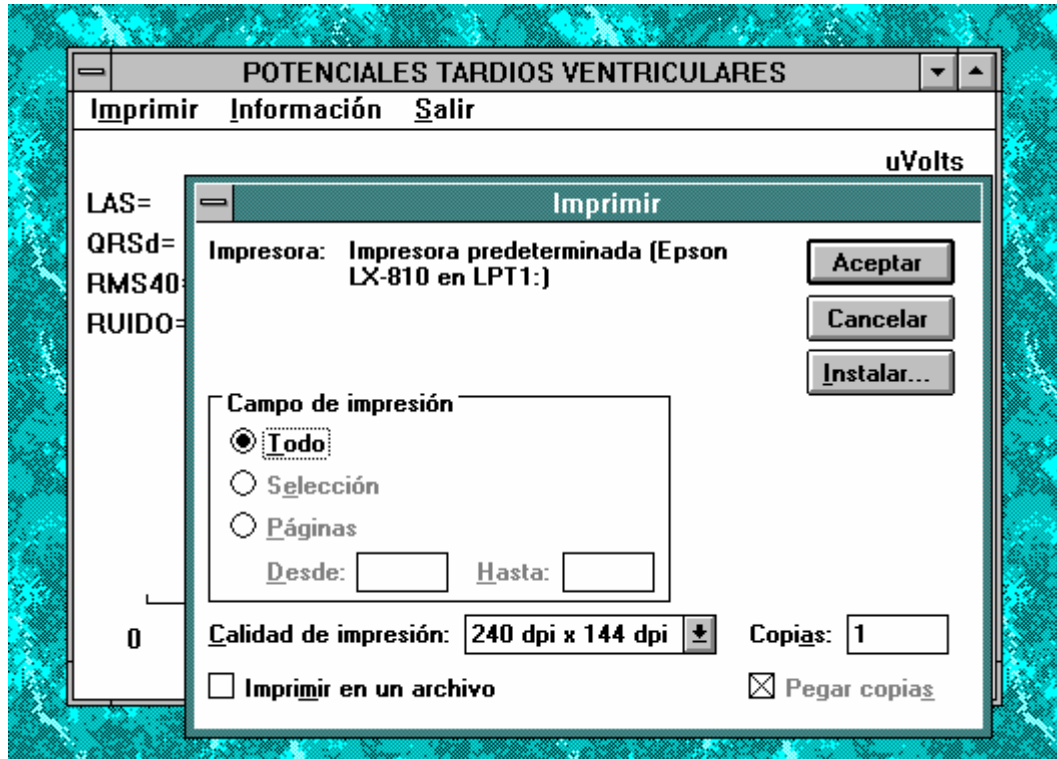 POTENCIALES TARDIOS VENTRICULARES
Imprimir Información Salir
uVolts
LAS=
QRSd=
RMS40=
RUIDO=
0
Imprimir
Impresora: Impresora predeterminada (Epson
LX-810 en LPT1:)
Aceptar
Cancelar
Instalar...
Campo de impresión
Todo
Selección
Páginas
Desde: Hasta:
Calidad de impresión: 240 dpi x 144 dpi Copias: 1
Imprimir en un archivo Pegar copias